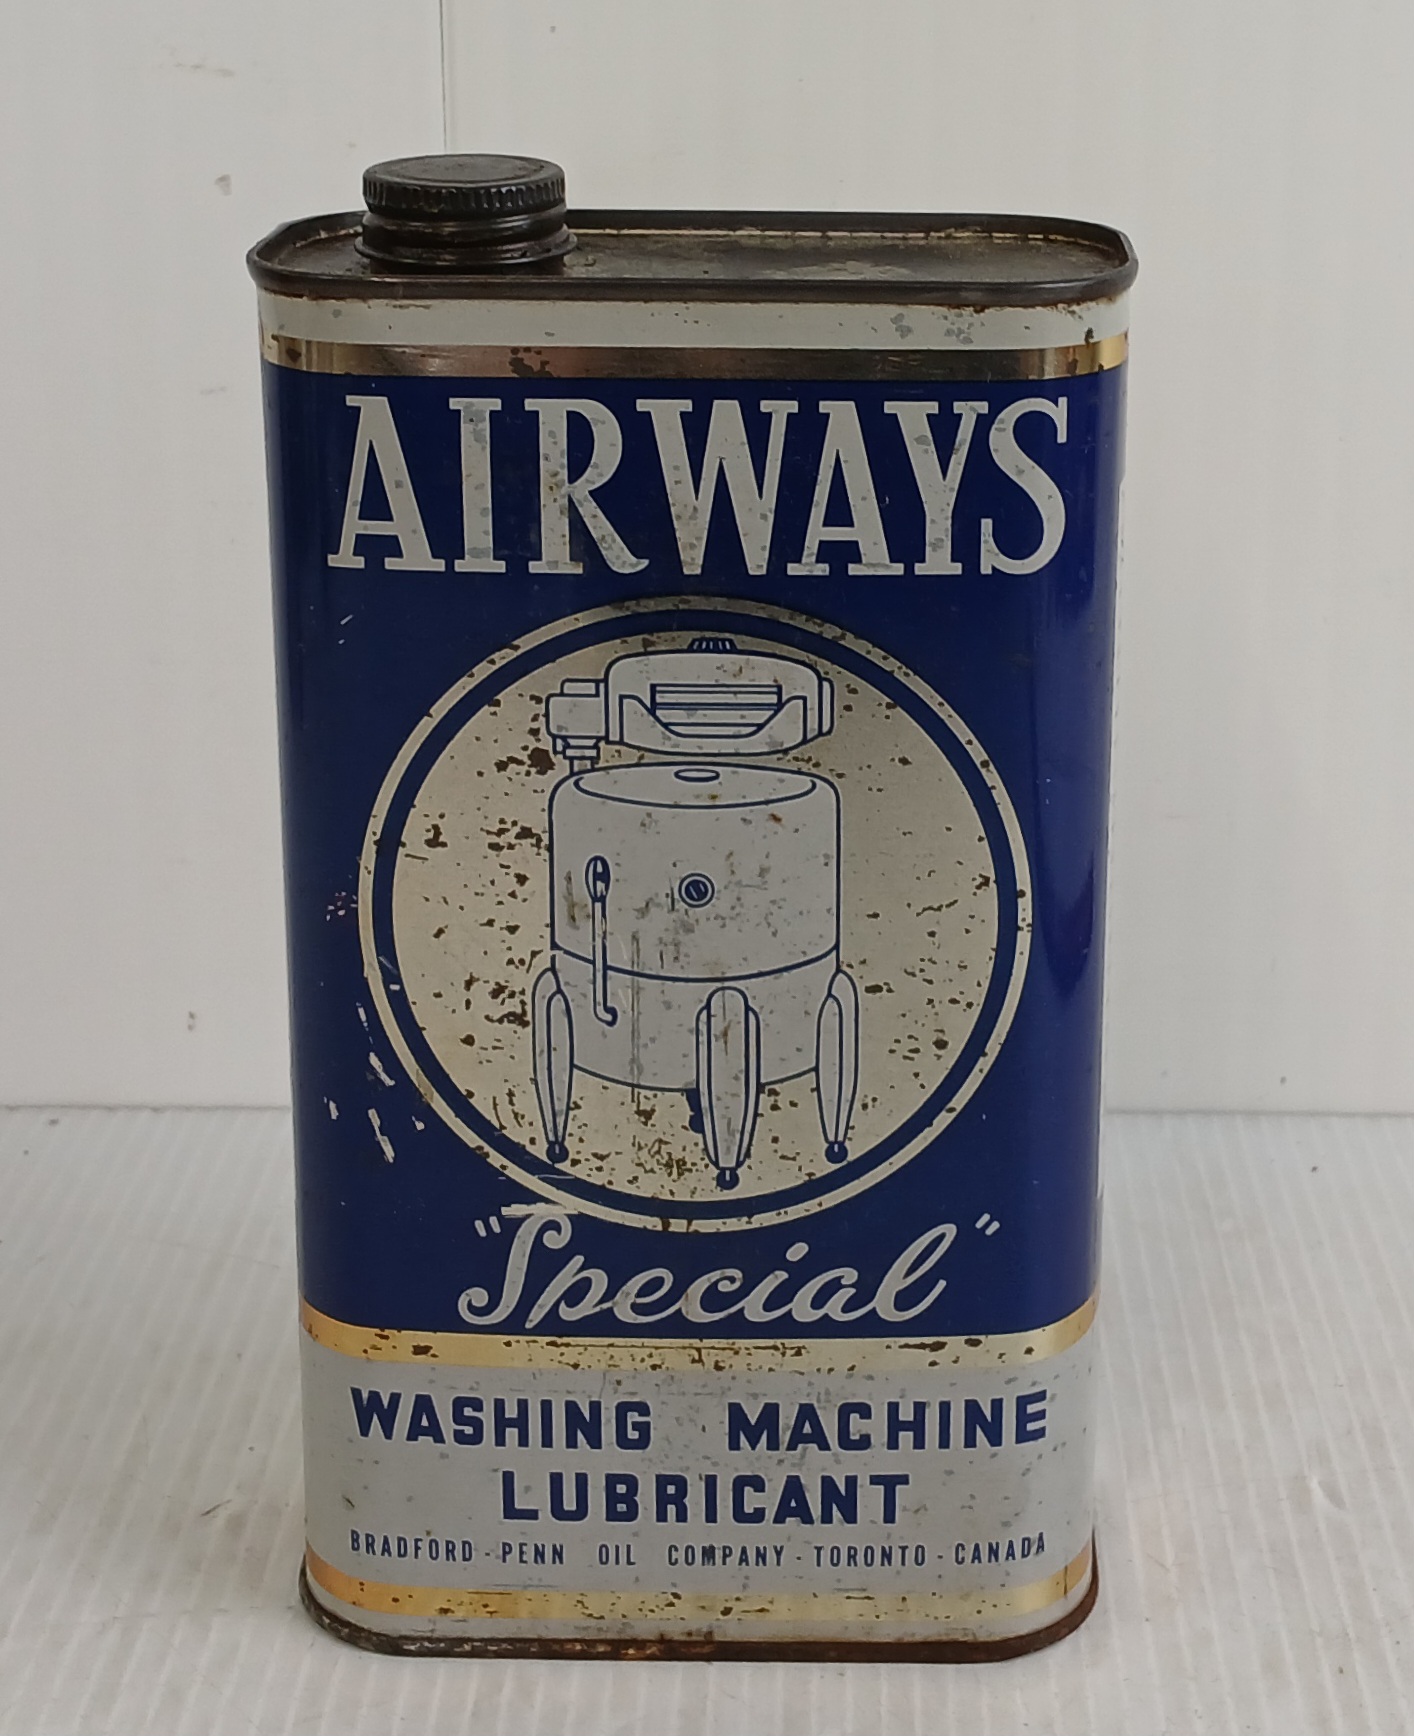 AIRWAYS
"Special"
WASHING MACHINE
LUBRICANT
BRADFORD-PENN OIL COMPANY-TORONTO-CANADA